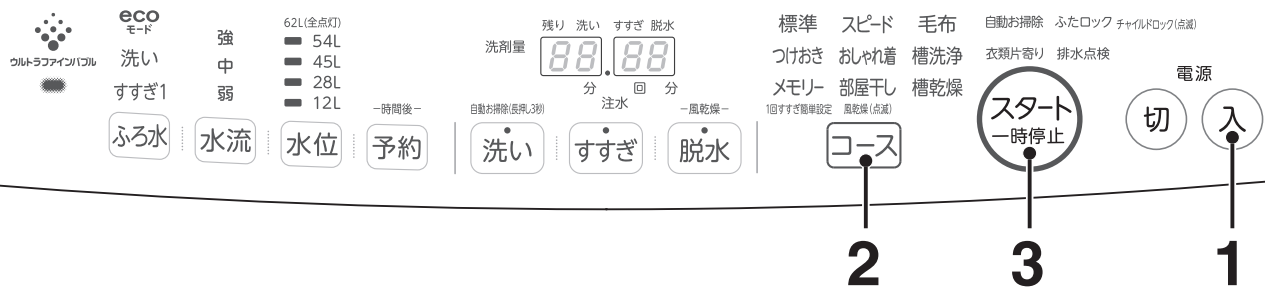 ウルトラファインバブル
eco
モード
洗い
すすぎ1
ふろ水
強
中
弱
水流
62L(全点灯)
54L
45L
28L
12L
水位
−時間後−
予約
洗剤量
残り 洗い すすぎ 脱水
88.88
分 回 分
注水
自動お掃除(長押し3秒)
洗い
すすぎ
−風乾燥−
脱水
標準 スピード 毛布
つけおき おしゃれ着 槽洗浄
メモリー 部屋干し 槽乾燥
1回すすぎ簡単設定 風乾燥(点滅)
コース
自動お掃除 ふたロック チャイルドロック(点滅)
衣類片寄り 排水点検
スタート
一時停止
電源
切 入
2 3 1